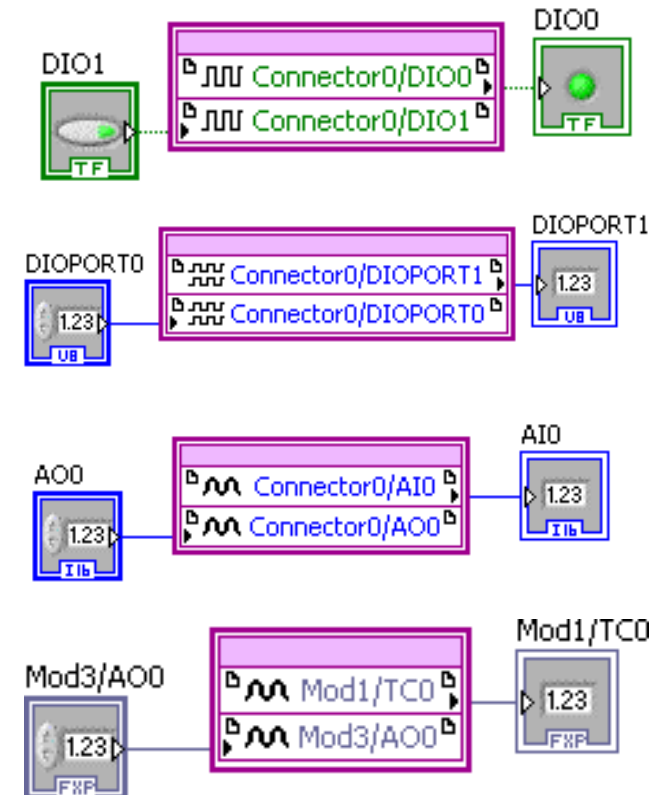 DIO0
DIO1
Connector0/DIO0
Connector0/DIO1
TF
TF
DIOPORT1
DIOPORT0
Connector0/DIOPORT1
1.23
1.23
Connector0/DIOPORT0
U8
U8
AI0
AO0
Connector0/AI0
1.23
1.23
Connector0/AO0
I16
I16
Mod1/TC0
Mod3/AO0
Mod1/TC0
1.23
1.23
Mod3/AO0
FXP
FXP